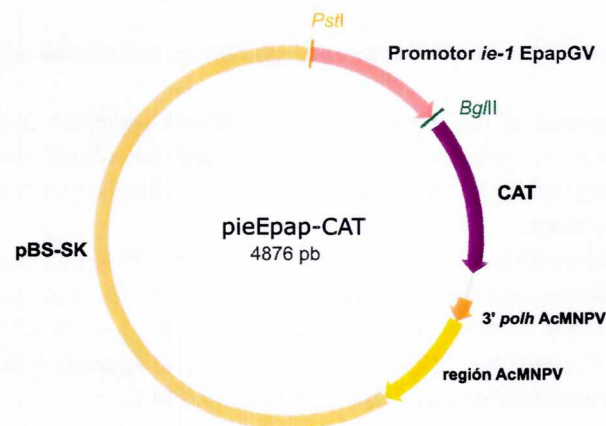 PstI
Promotor ie-1 EpapGV
BglII
CAT
pieEpap-CAT
4876 pb
pBS-SK
3' polh AcMNPV
región AcMNPV